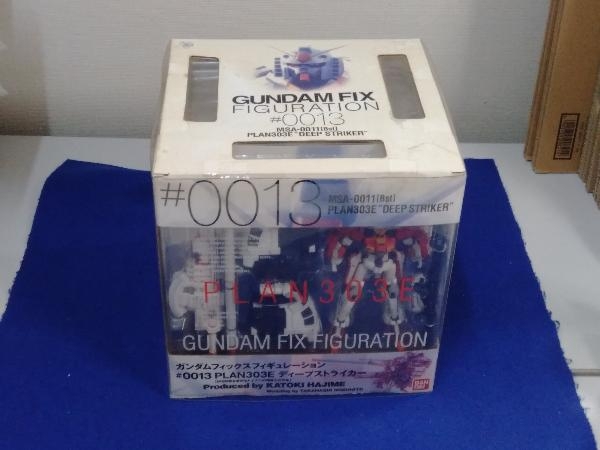 GUNDAM FIX
FIGURATION
#0013
MSA-0011[Bst]
PLAN303E "DEEP STRIKER"
#0013
MSA-0011[Bst]
PLAN303E "DEEP STRIKER"
PLAN303E
GUNDAM FIX FIGURATION
ガンダムフィックスフィギュレーション
#0013 PLAN303E ディープストライカー
Produced by KATOKI HAJIME
BAN